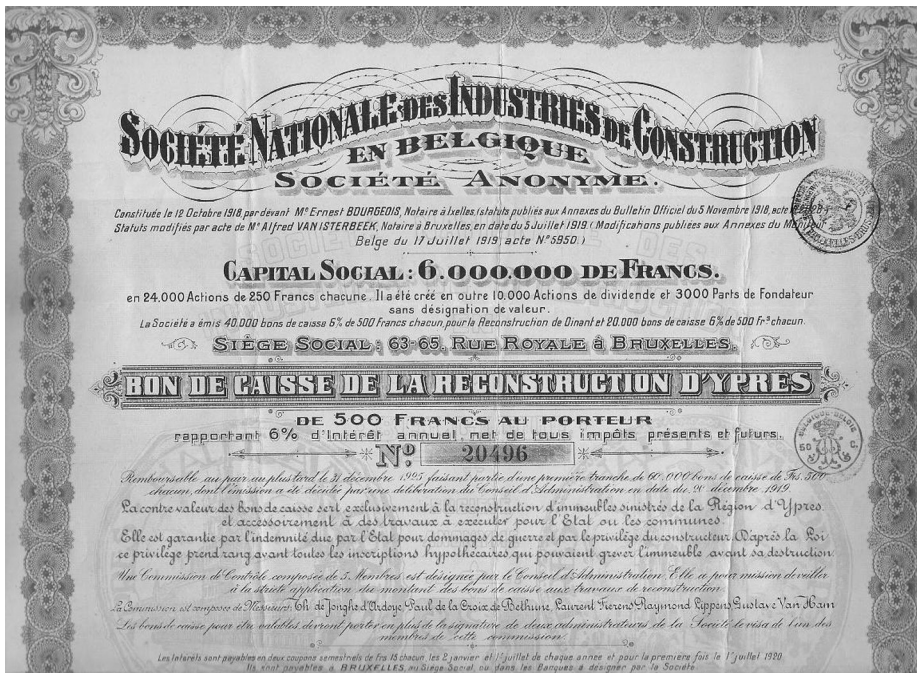 SOCIÉTÉ NATIONALE DES INDUSTRIES DE CONSTRUCTION
EN BELGIQUE
SOCIÉTÉ ANONYME.
Constituée le 12 Octobre 1918, par devant Me Ernest BOURGEOIS, Notaire à Ixelles, (statuts publiés aux Annexes du Bulletin Officiel du 5 Novembre 1918, acte
Statuts modifiés par acte de Me Alfred VAN ISTERBEEK, Notaire à Bruxelles, en date du 5 Juillet 1919. (Modifications publiées aux Annexes du Moniteur
Belge du 17 Juillet 1919, acte No 5950.)
CAPITAL SOCIAL: 6.000.000 DE FRANCS.
en 24.000 Actions de 250 Francs chacune. Il a été créé en outre 10.000 Actions de dividende et 3000 Parts de Fondateur
sans désignation de valeur.
La Société a émis 40.000 bons de caisse 6% de 500 francs chacun, pour la Reconstruction de Dinant et 20.000 bons de caisse 6% de 500 Frs chacun.
SIÈGE SOCIAL: 63-65, RUE ROYALE à BRUXELLES.
BON DE CAISSE DE LA RECONSTRUCTION D'YPRES
DE 500 FRANCS AU PORTEUR
rapportant 6% d'Intérêt annuel, net de tous impôts présents et futurs.
No 20496
BELGIQUE-BELGIE
50 C.
Remboursable au pair au plus tard le 31 décembre 1925 faisant partie d'une première tranche de 60.000 bons de caisse de Frs. 500
chacun, dont l'émission a été décidée par une délibération du Conseil d'Administration en date du 20 décembre 1919.
La contre valeur des bons de caisse sert exclusivement à la reconstruction d'immeubles sinistrés de la Région d'Ypres
et accessoirement à des travaux à exécuter pour l'Etat ou les communes.
Elle est garantie par l'indemnité due par l'Etat pour dommages de guerre et par le privilège du constructeur. D'après la Loi
ce privilège prend rang avant toutes les inscriptions hypothécaires qui pouvaient grever l'immeuble avant sa destruction
Une Commission de Contrôle composée de 5 Membres est désignée par le Conseil d'Administration. Elle a pour mission de veiller
à la stricte application du montant des bons de caisse aux travaux de reconstruction.
La Commission est composée de Messieurs: Th de Jonghe d'Ardoye Paul de la Croix de Béthune, Laurent Fierens Raymond Lippens Gustave Van Ham
Les bons de caisse pour être valables, devront porter en plus de la signature de deux administrateurs de la Société le visa de l'un des
membres de cette commission
Les Intérêts sont payables en deux coupons semestriels de frs 15 chacun, les 2 janvier et 1er juillet de chaque année et pour la première fois le 1er juillet 1920.
Ils sont payables à BRUXELLES, au Siège Social ou dans les Banques à désigner par la Société.